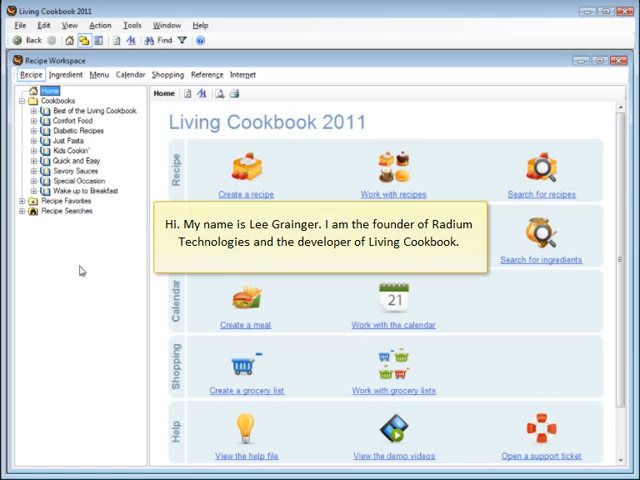 Living Cookbook 2011
File Edit View Action Tools Window Help
Back Find
Recipe Workspace
Recipe Ingredient Menu Calendar Shopping Reference Internet
Home
Cookbooks
Best of the Living Cookbook
Comfort Food
Diabetic Recipes
Just Pasta
Kids Cookin'
Quick and Easy
Savory Sauces
Special Occasion
Wake up to Breakfast
Recipe Favorites
Recipe Searches
Home
Living Cookbook 2011
Recipe
Create a recipe Work with recipes Search for recipes
Hi. My name is Lee Grainger. I am the founder of Radium
Technologies and the developer of Living Cookbook.
Search for ingredients
Calendar
21
Create a meal Work with the calendar
Shopping
Create a grocery list Work with grocery lists
Help
View the help file View the demo videos Open a support ticket